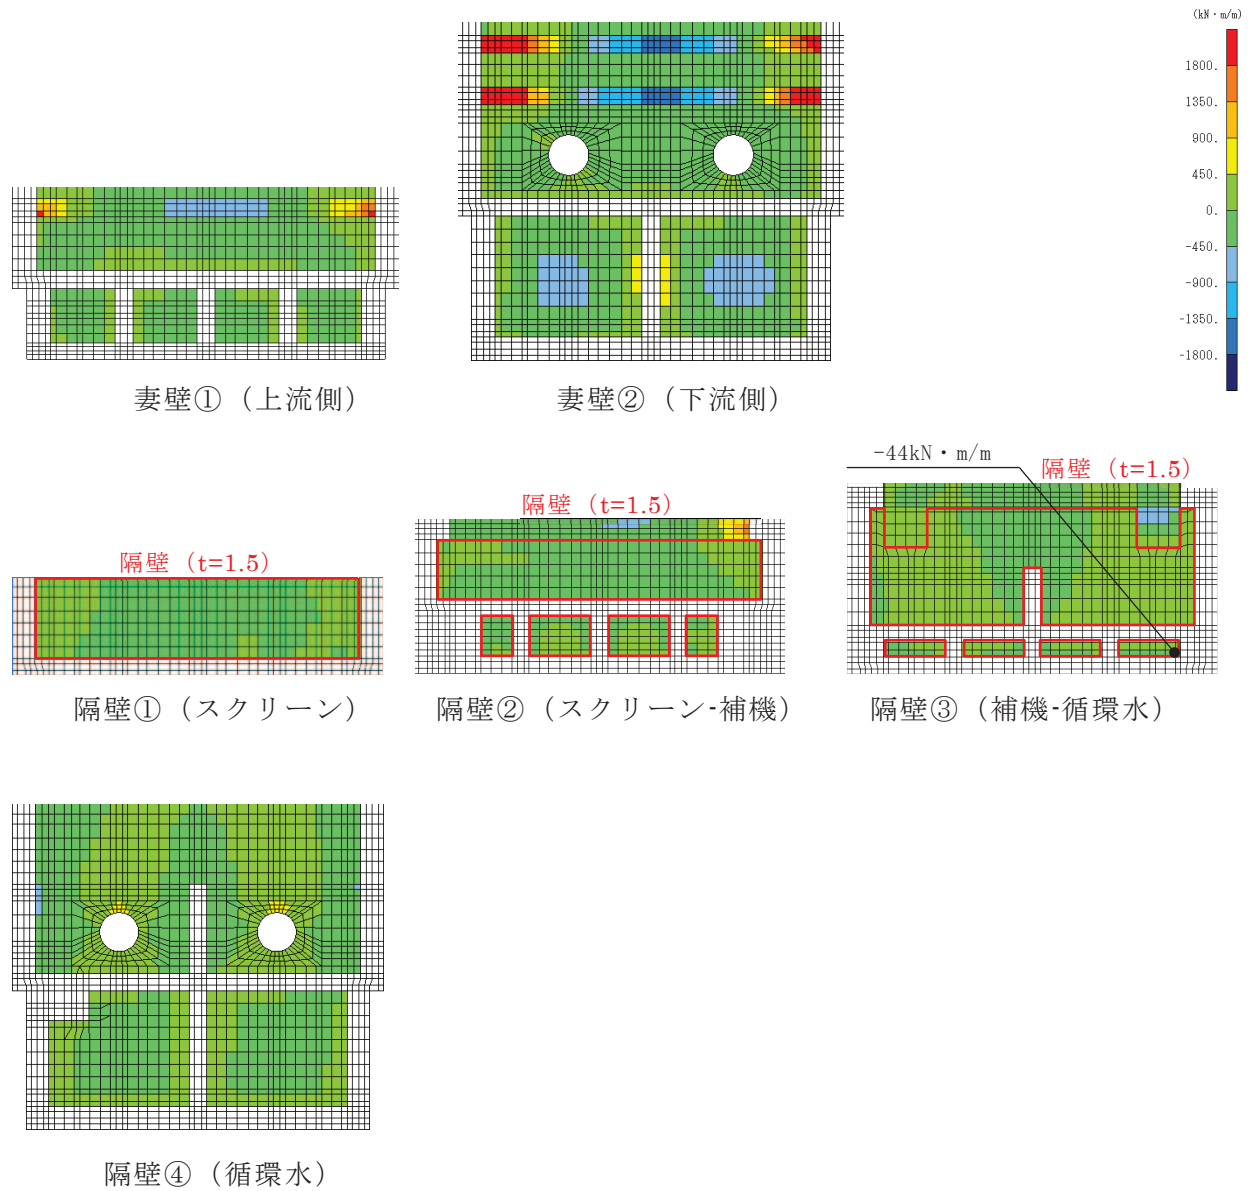 (kN・m/m)
1800.
1350.
900.
450.
0.
-450.
-900.
-1350.
-1800.
妻壁①（上流側）
妻壁②（下流側）
隔壁（t=1.5）
隔壁（t=1.5）
-44kN・m/m
隔壁（t=1.5）
隔壁①（スクリーン）
隔壁②（スクリーン-補機）
隔壁③（補機-循環水）
隔壁④（循環水）